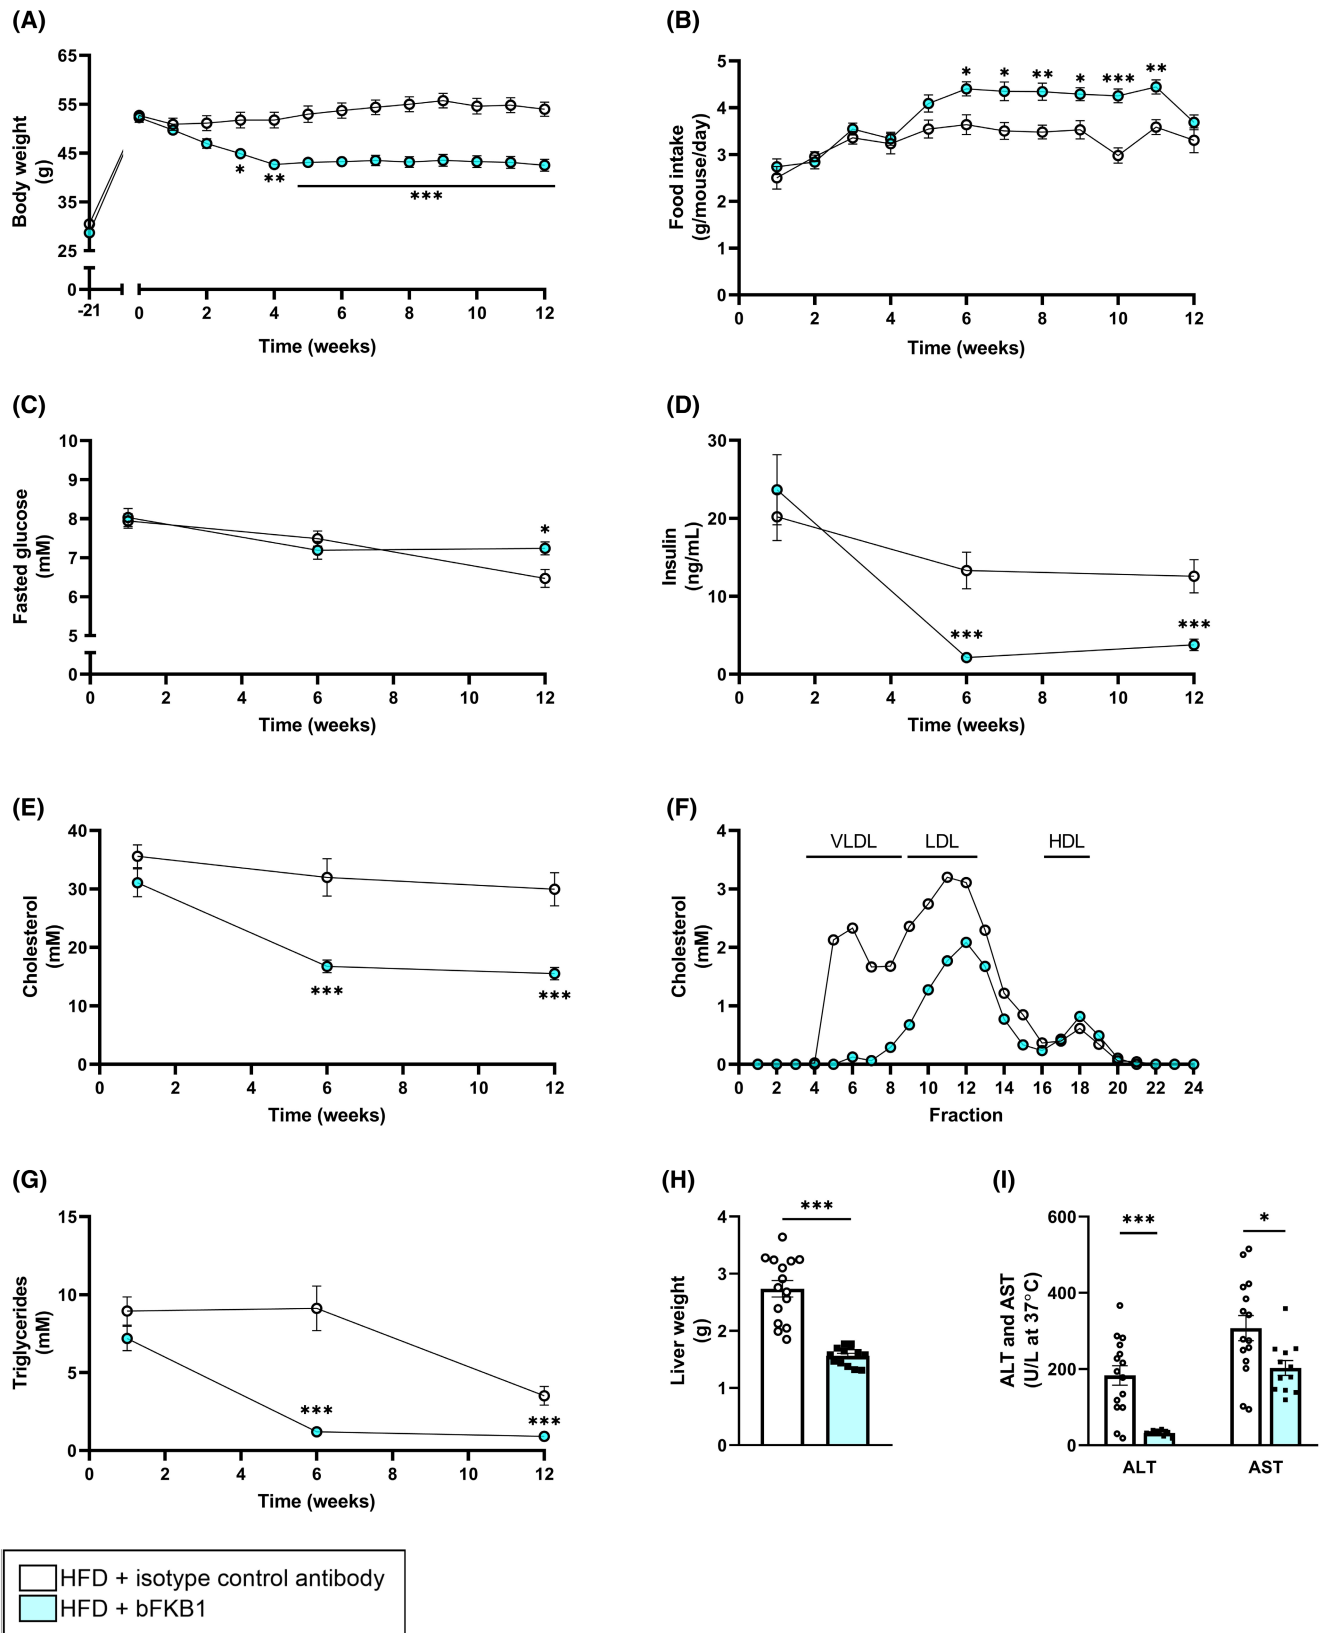 (A)
65
55
45
35
25
0
Body weight
(g)
-21
0 2 4 6 8 10 12
* ** ***
Time (weeks)
(B)
5
4
3
2
1
0
Food intake
(g/mouse/day)
* * ** * *** **
0 2 4 6 8 10 12
Time (weeks)
(C)
10
9
8
7
6
5
0
Fasted glucose
(mM)
*
0 2 4 6 8 10 12
Time (weeks)
(D)
30
20
10
0
Insulin
(ng/mL)
*** ***
0 2 4 6 8 10 12
Time (weeks)
(E)
40
30
20
10
0
Cholesterol
(mM)
*** ***
0 2 4 6 8 10 12
Time (weeks)
(F)
VLDL LDL HDL
4
3
2
1
0
Cholesterol
(mM)
0 2 4 6 8 10 12 14 16 18 20 22 24
Fraction
(G)
15
10
5
0
Triglycerides
(mM)
*** ***
0 2 4 6 8 10 12
Time (weeks)
(H)
***
4
3
2
1
0
Liver weight
(g)
(I)
*** *
600
400
200
0
ALT and AST
(U/L at 37°C)
ALT AST
HFD + isotype control antibody
HFD + bFKB1